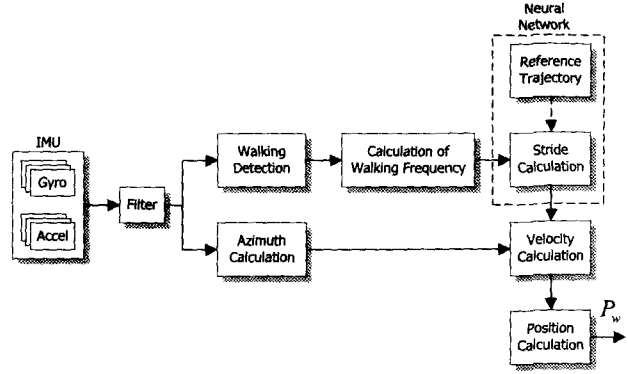 Neural
Network
Reference
Trajectory
IMU
Gyro
Accel
Filter
Walking
Detection
Calculation of
Walking Frequency
Stride
Calculation
Azimuth
Calculation
Velocity
Calculation
Position
Calculation
P_w